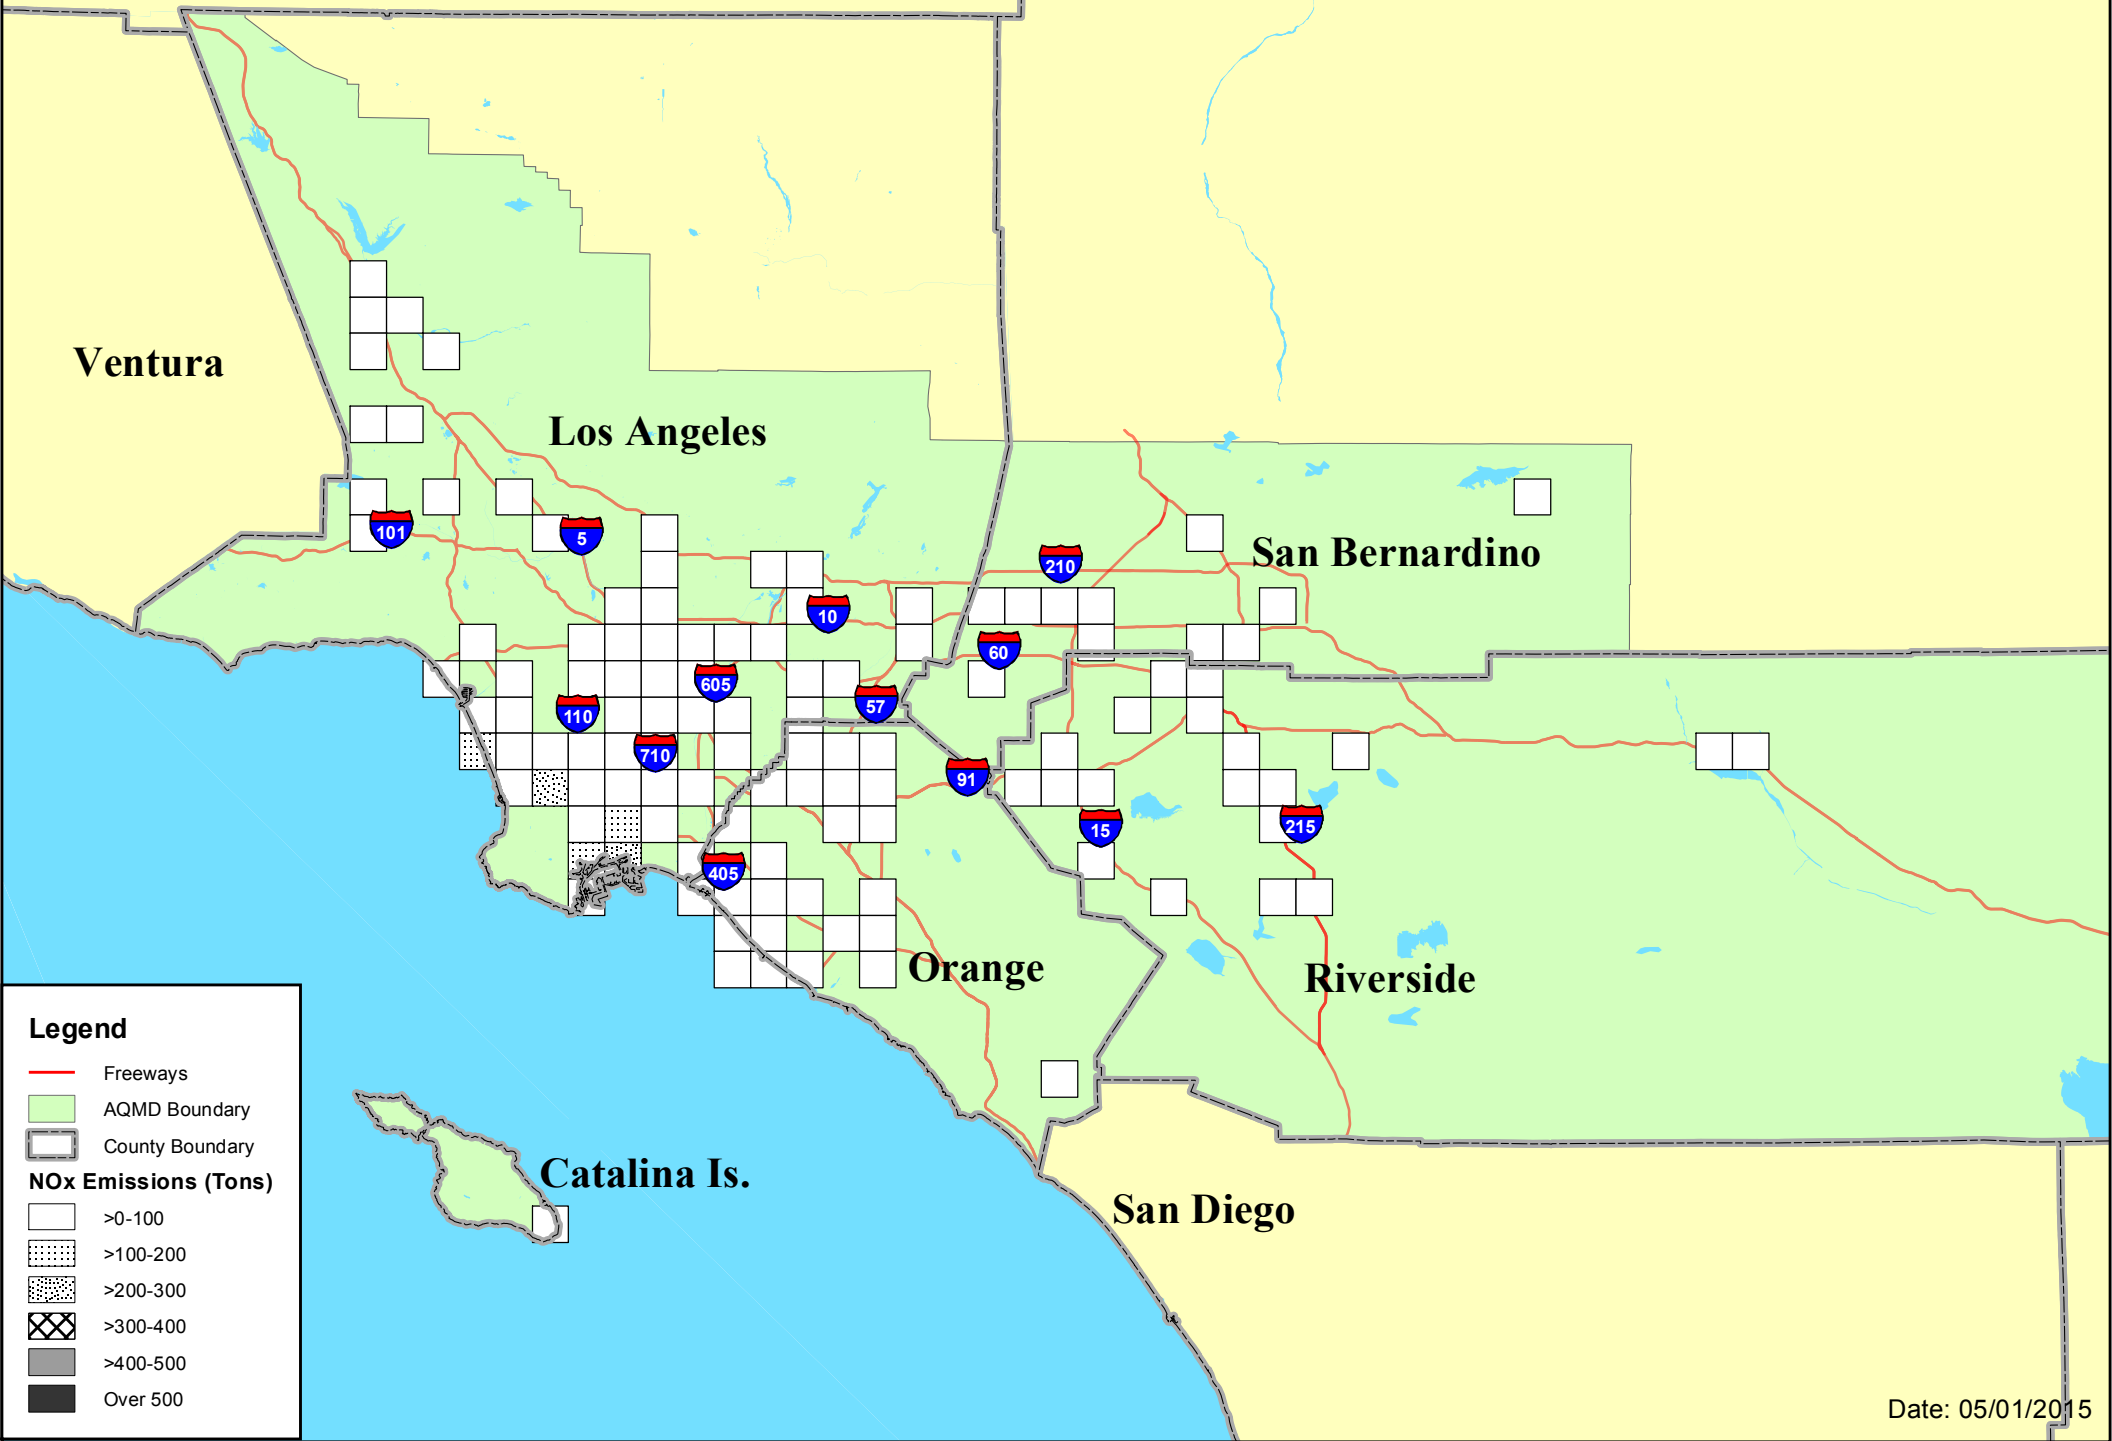 Ventura
Los Angeles
101
5
210
San Bernardino
10
60
605
57
110
710
91
15
215
405
Orange
Riverside
Legend
Freeways
AQMD Boundary
County Boundary
NOx Emissions (Tons)
>0-100
>100-200
>200-300
>300-400
>400-500
Over 500
Catalina Is.
San Diego
Date: 05/01/2015